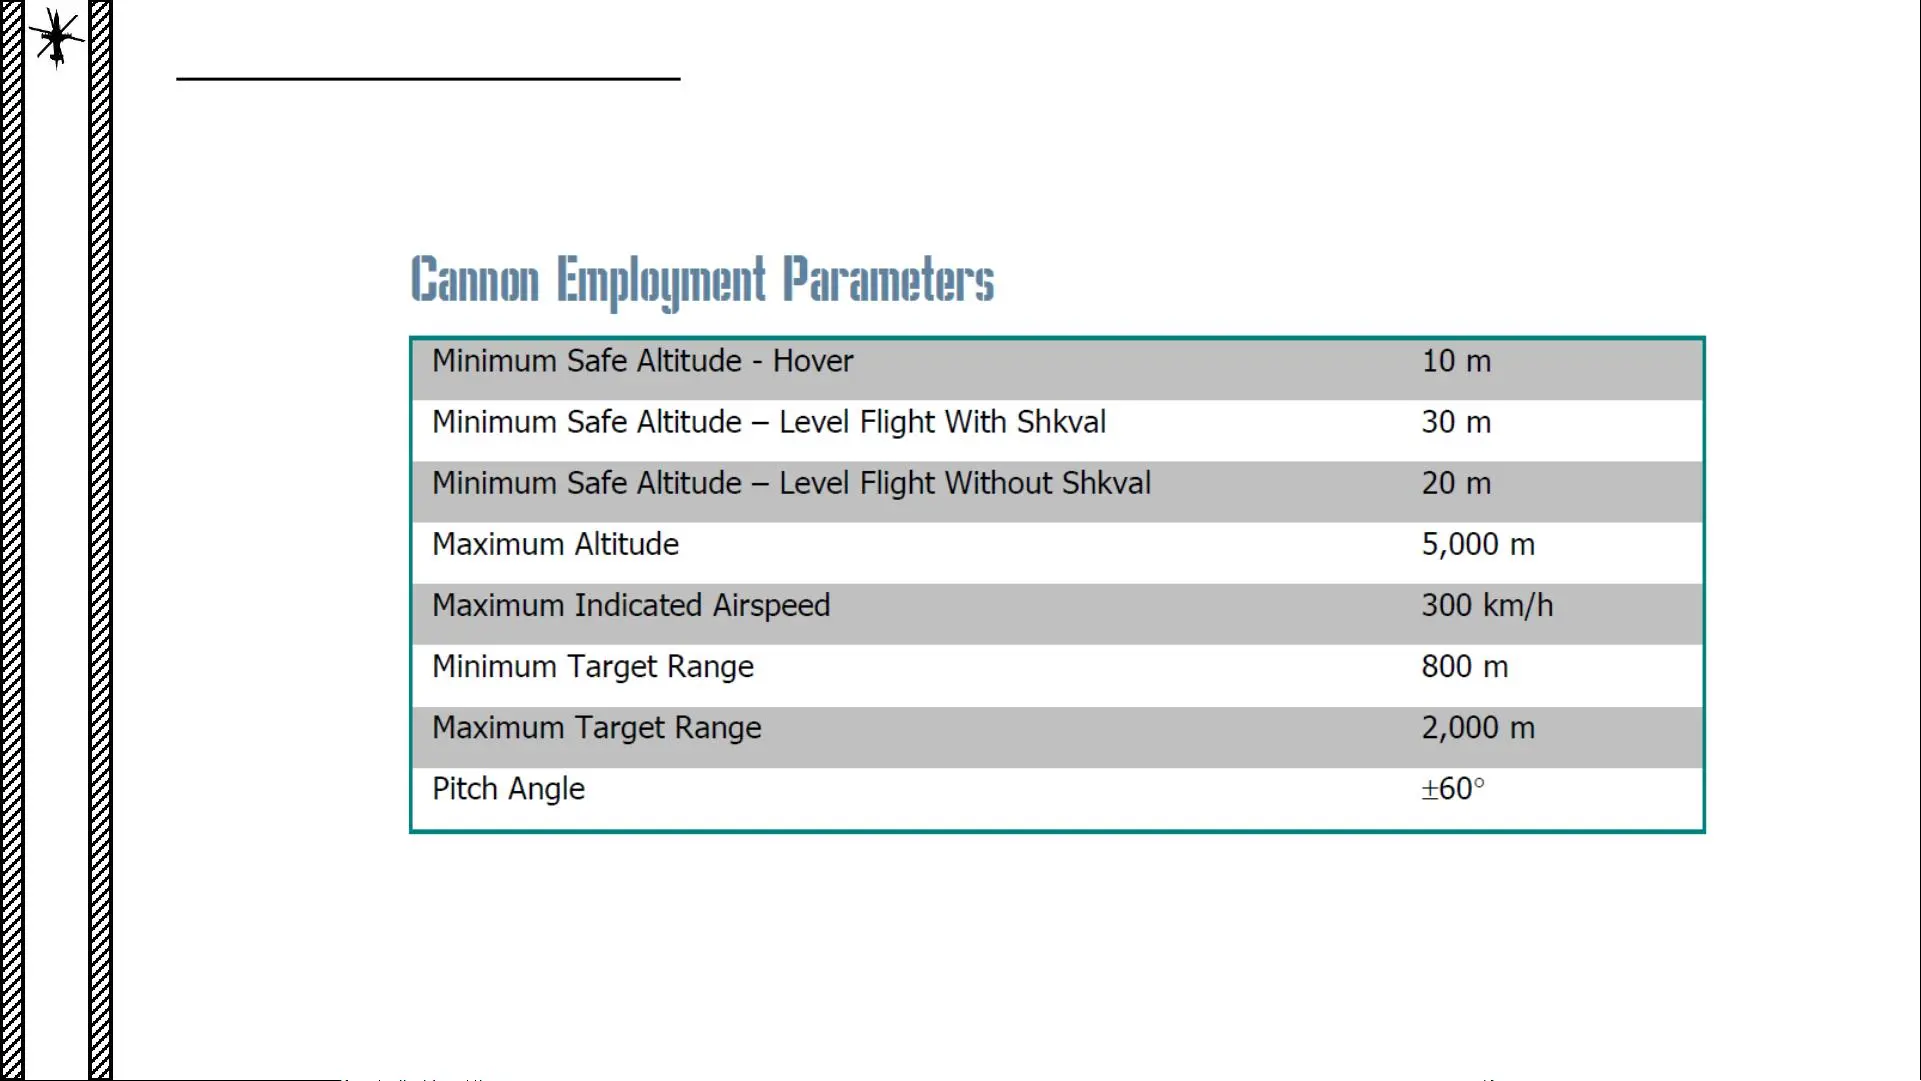 Cannon Employment Parameters
Minimum Safe Altitude - Hover 10 m
Minimum Safe Altitude – Level Flight With Shkval 30 m
Minimum Safe Altitude – Level Flight Without Shkval 20 m
Maximum Altitude 5,000 m
Maximum Indicated Airspeed 300 km/h
Minimum Target Range 800 m
Maximum Target Range 2,000 m
Pitch Angle ±60°